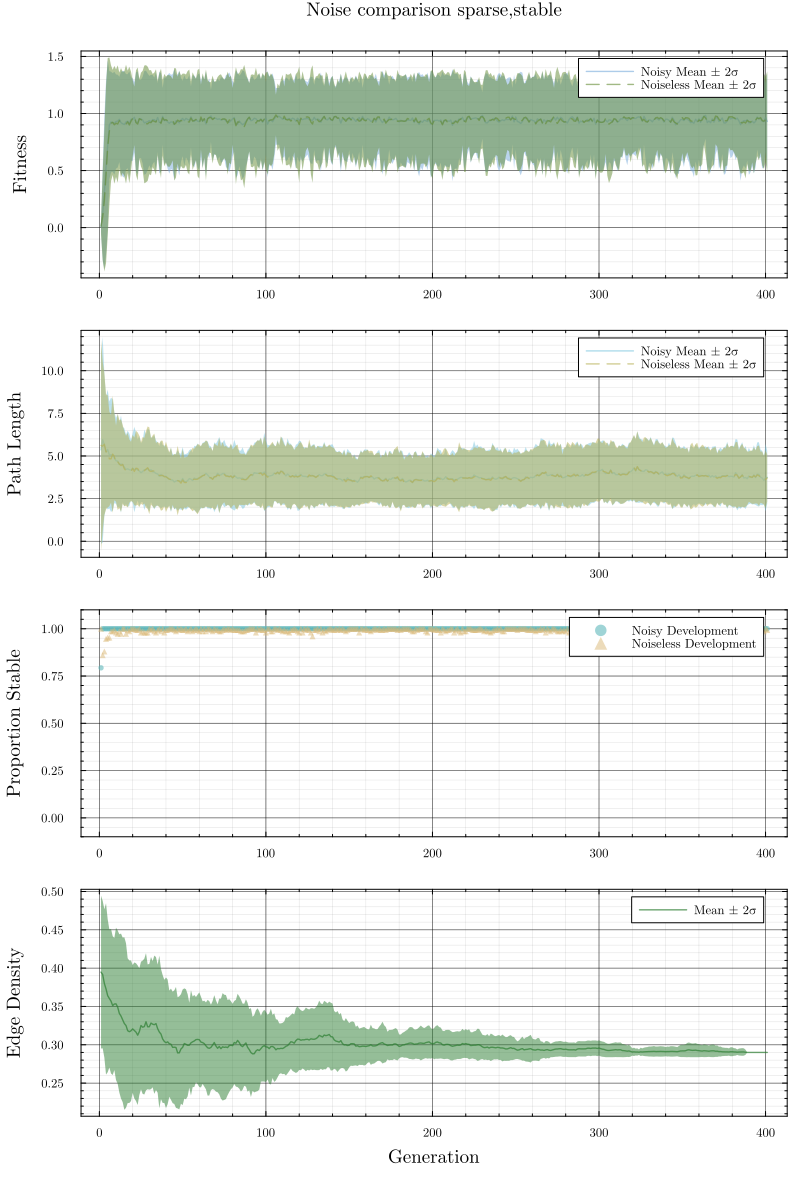 Noise comparison sparse,stable
Fitness
1.5
1.0
0.5
0.0
Noisy Mean ± 2σ
Noiseless Mean ± 2σ
0 100 200 300 400
Path Length
10.0
7.5
5.0
2.5
0.0
Noisy Mean ± 2σ
Noiseless Mean ± 2σ
0 100 200 300 400
Proportion Stable
1.00
0.75
0.50
0.25
0.00
Noisy Development
Noiseless Development
0 100 200 300 400
Edge Density
0.50
0.45
0.40
0.35
0.30
0.25
Mean ± 2σ
0 100 200 300 400
Generation